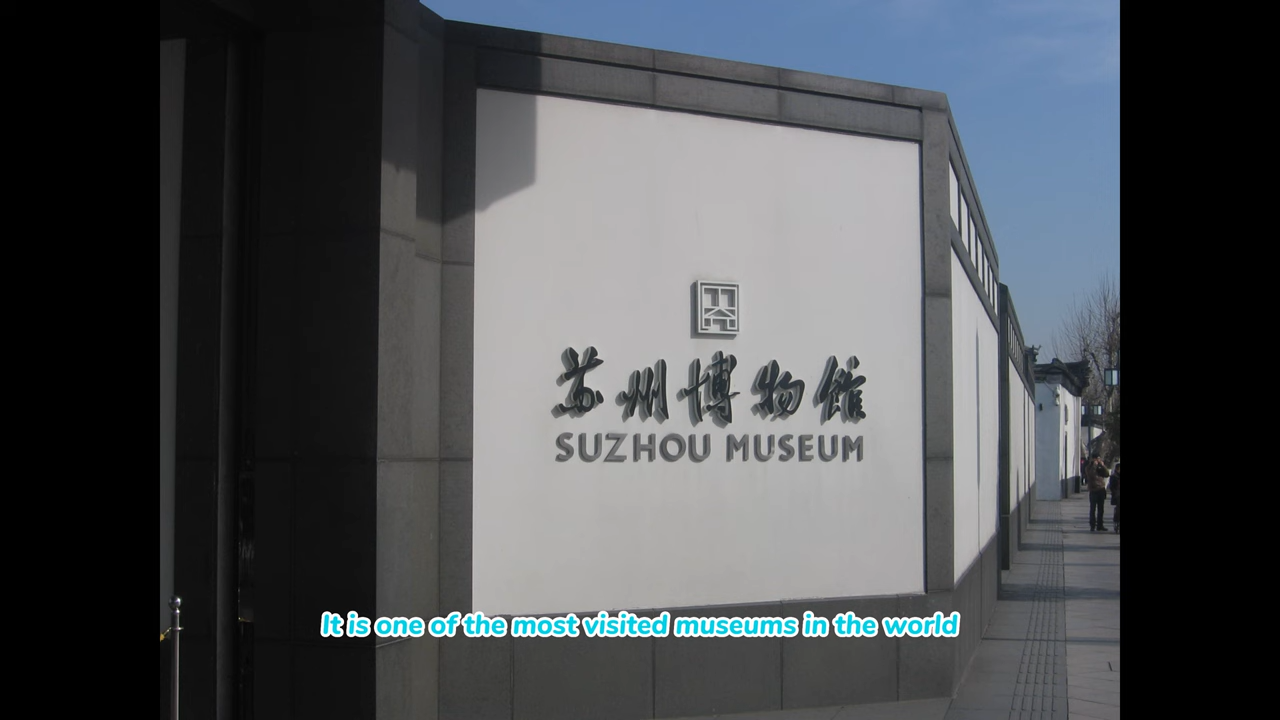 苏州博物館
SUZHOU MUSEUM
It is one of the most visited museums in the world